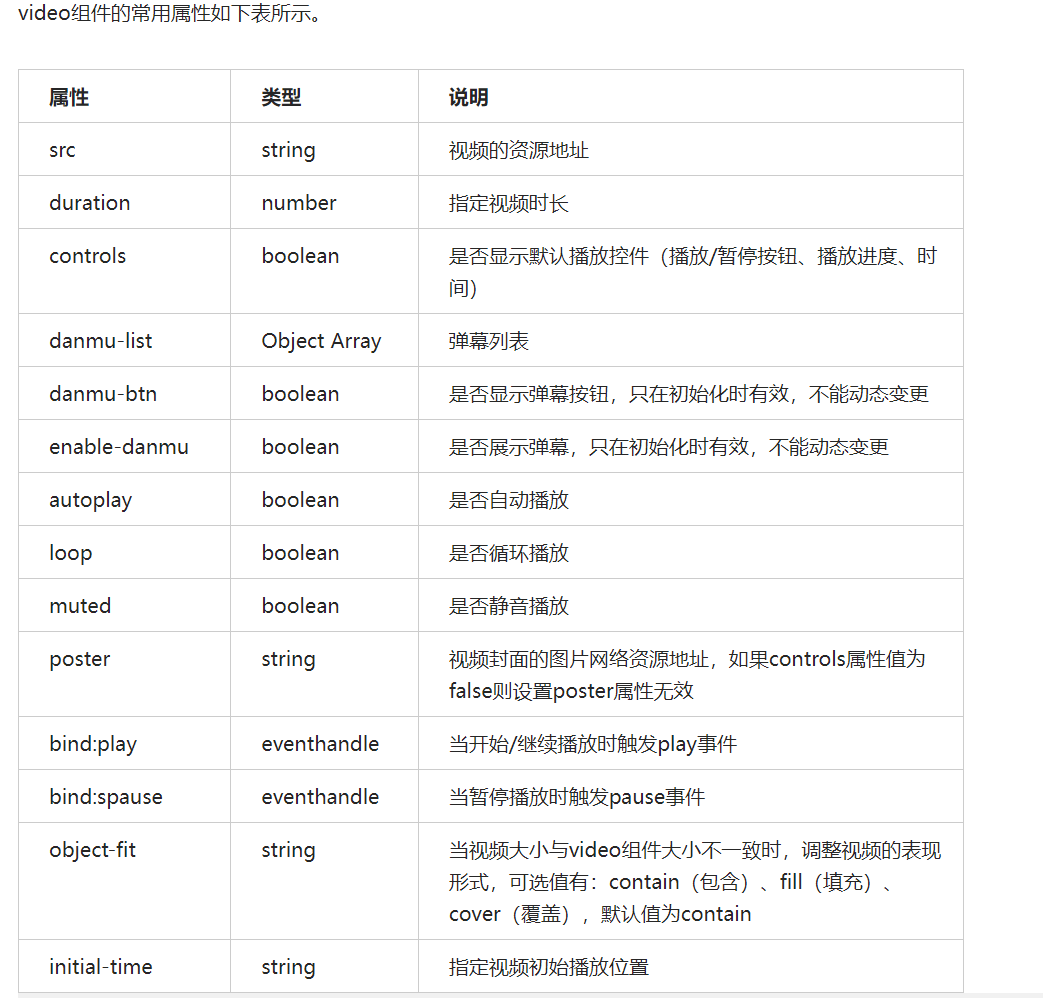 video组件的常用属性如下表所示。
属性 类型 说明
src string 视频的资源地址
duration number 指定视频时长
controls boolean 是否显示默认播放控件（播放/暂停按钮、播放进度、时
间）
danmu-list Object Array 弹幕列表
danmu-btn boolean 是否显示弹幕按钮，只在初始化时有效，不能动态变更
enable-danmu boolean 是否展示弹幕，只在初始化时有效，不能动态变更
autoplay boolean 是否自动播放
loop boolean 是否循环播放
muted boolean 是否静音播放
poster string 视频封面的图片网络资源地址，如果controls属性值为
false则设置poster属性无效
bind:play eventhandle 当开始/继续播放时触发play事件
bind:spause eventhandle 当暂停播放时触发pause事件
object-fit string 当视频大小与video组件大小不一致时，调整视频的表现
形式，可选值有：contain（包含）、fill（填充）、
cover（覆盖），默认值为contain
initial-time string 指定视频初始播放位置